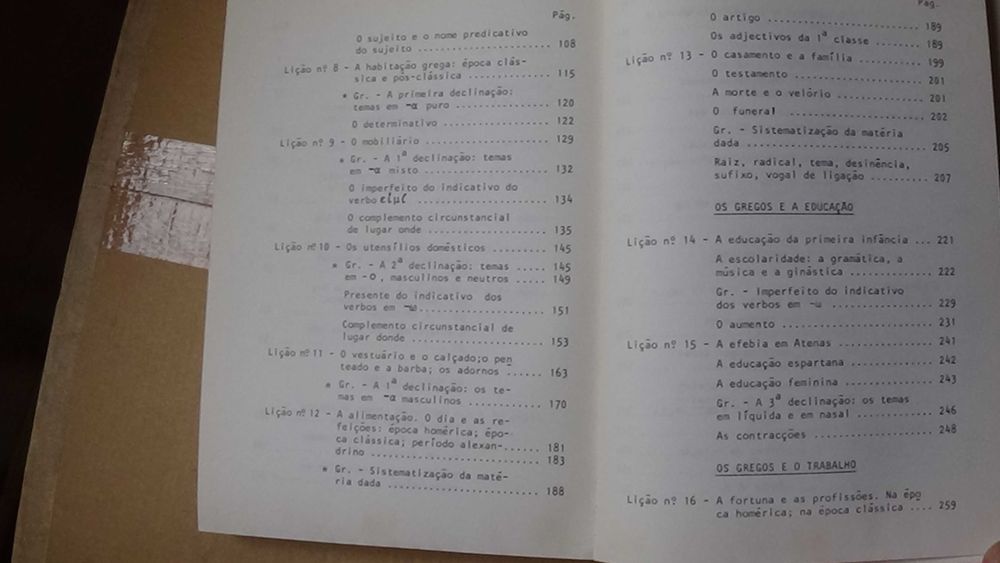 Pág.
O sujeito e o nome predicativo
do sujeito ........................ 108
Lição nº 8 - A habitação grega: época clás-
sica e pós-clássica ................ 115
* Gr. - A primeira declinação:
temas em -α puro ................ 120
O determinativo ................ 122
Lição nº 9 - O mobiliário ................ 129
* Gr. - A 1ª declinação: temas
em -α misto ................ 132
O imperfeito do indicativo do
verbo εἰμί ................ 134
O complemento circunstancial
de lugar onde ................ 135
Lição nº 10 - Os utensílios domésticos ........ 145
* Gr. - A 2ª declinação: temas ..... 145
em -o, masculinos e neutros ..... 149
Presente do indicativo dos
verbos em -ω ................ 151
Complemento circunstancial de
lugar donde ................ 153
Lição nº 11 - O vestuário e o calçado;o pen
teado e a barba; os adornos ...... 163
* Gr. - A 1ª declinação: os te-
mas em -α masculinos ........ 170
Lição nº 12 - A alimentação. O dia e as re-
feições: época homérica; épo-
ca clássica; período alexan-...... 181
drino ........................ 183
* Gr. - Sistematização da maté-
ria dada ........................ 188
Pág.
O artigo ........................ 189
Os adjectivos da 1ª classe ........ 189
Lição nº 13 - O casamento e a família ........ 199
O testamento ................ 201
A morte e o velório ................ 201
O funeral ................ 202
Gr. - Sistematização da matéria
dada ........................ 205
Raiz, radical, tema, desinência,
sufixo, vogal de ligação ......... 207
OS GREGOS E A EDUCAÇÃO
Lição nº 14 - A educação da primeira infância ... 221
A escolaridade: a gramática, a
música e a ginástica ............ 222
Gr. - Imperfeito do indicativo
dos verbos em -ω ................ 229
O aumento ........................ 231
Lição nº 15 - A efebia em Atenas ............ 241
A educação espartana ............ 242
A educação feminina ............ 243
Gr. - A 3ª declinação: os temas
em líquida e em nasal ............ 246
As contracções ................ 248
OS GREGOS E O TRABALHO
Lição nº 16 - A fortuna e as profissões. Na épo
ca homérica; na época clássica .... 259